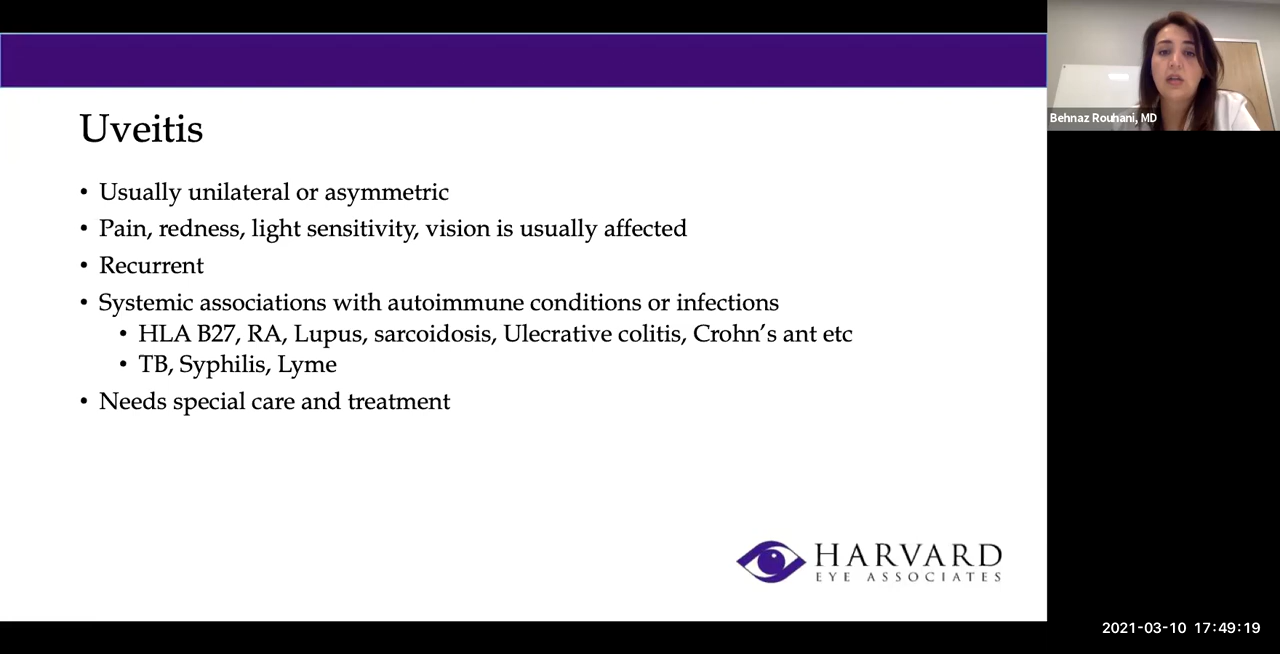 Uveitis
• Usually unilateral or asymmetric
• Pain, redness, light sensitivity, vision is usually affected
• Recurrent
• Systemic associations with autoimmune conditions or infections
• HLA B27, RA, Lupus, sarcoidosis, Ulecrative colitis, Crohn's ant etc
• TB, Syphilis, Lyme
• Needs special care and treatment
HARVARD
EYE ASSOCIATES
Behnaz Rouhani, MD
2021-03-10 17:49:19